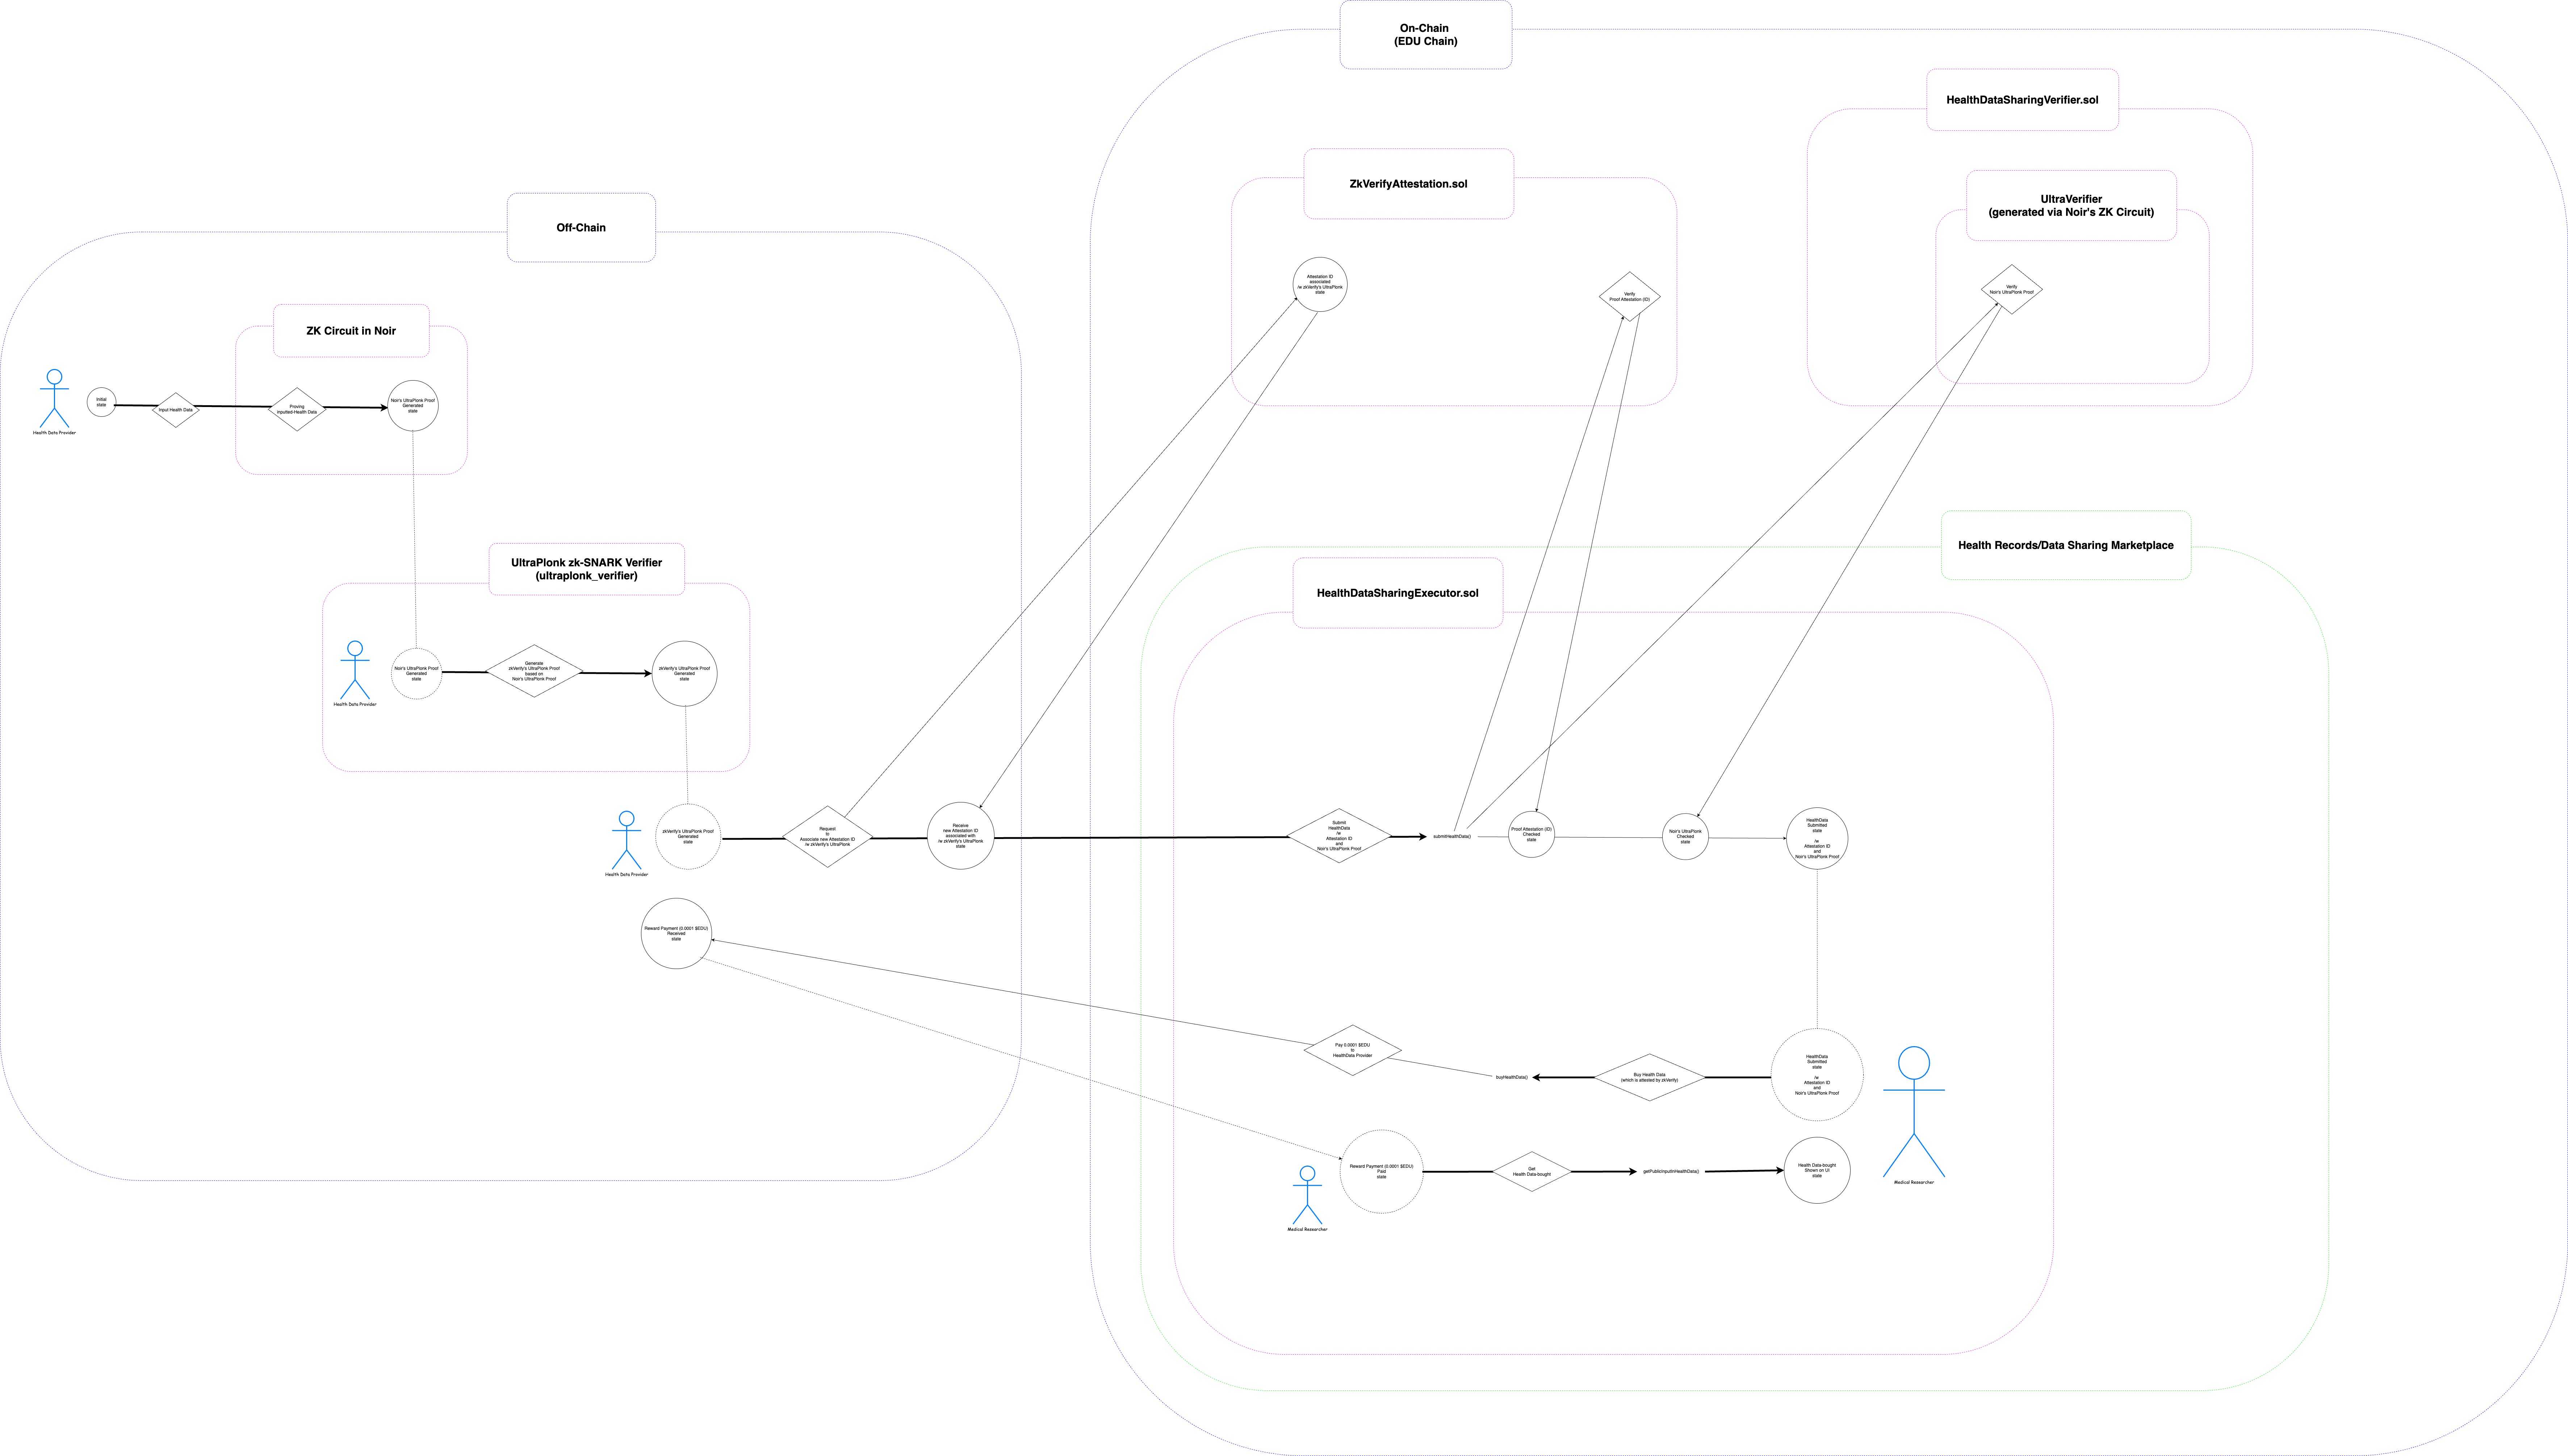 On-Chain
(EDU Chain)
HealthDataSharingVerifier.sol
ZkVerifyAttestation.sol
UltraVerifier
(generated via Noir's ZK Circuit)
Off-Chain
Attestation ID
associated
/w zkVerify's UltraPlonk
state
Verify
Proof Attestation (ID)
Verify
Noir's UltraPlonk Proof
ZK Circuit in Noir
Initial
state
Input Health Data
Proving
inputted-Health Data
Noir's UltraPlonk Proof
Generated
state
Health Data Provider
Health Records/Data Sharing Marketplace
UltraPlonk zk-SNARK Verifier
(ultraplonk_verifier)
HealthDataSharingExecutor.sol
Noir's UltraPlonk Proof
Generated
state
Generate
zkVerify's UltraPlonk Proof
based on
Noir's UltraPlonk Proof
zkVerify's UltraPlonk Proof
Generated
state
Health Data Provider
zkVerify's UltraPlonk Proof
Generated
state
Request
to
Associate new Attestation ID
/w zkVerify's UltraPlonk
Receive
new Attestation ID
associated with
/w zkVerify's UltraPlonk
state
Submit
HealthData
/w
Attestation ID
and
Noir's UltraPlonk Proof
submitHealthData()
Proof Attestation (ID)
Checked
state
Noir's UltraPlonk
Checked
state
HealthData
Submitted
state
/w
Attestation ID
and
Noir's UltraPlonk Proof
Health Data Provider
Reward Payment (0.0001 $EDU)
Received
state
Pay 0.0001 $EDU
to
HealthData Provider
buyHealthData()
Buy Health Data
(which is attested by zkVerify)
HealthData
Submitted
state
/w
Attestation ID
and
Noir's UltraPlonk Proof
Medical Researcher
Reward Payment (0.0001 $EDU)
Paid
state
Get
Health Data-bought
getPublicInputInHealthData()
Health Data-bought
Shown on UI
state
Medical Researcher